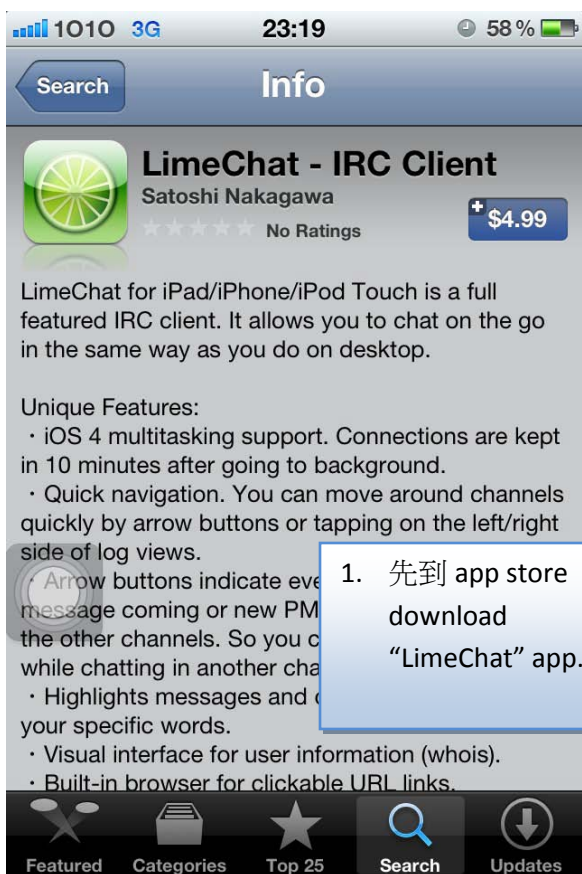 1010 3G 23:19 58%
Search Info
LimeChat - IRC Client
Satoshi Nakagawa
No Ratings
$4.99
LimeChat for iPad/iPhone/iPod Touch is a full
featured IRC client. It allows you to chat on the go
in the same way as you do on desktop.
Unique Features:
・iOS 4 multitasking support. Connections are kept
in 10 minutes after going to background.
・Quick navigation. You can move around channels
quickly by arrow buttons or tapping on the left/right
side of log views.
・Arrow buttons indicate
message coming or new PM
the other channels. So you
while chatting in another
・Highlights messages and
your specific words.
・Visual interface for user information (whois).
・Built-in browser for clickable URL links.
1. 先到 app store
download
“LimeChat” app.
Featured Categories Top 25 Search Updates